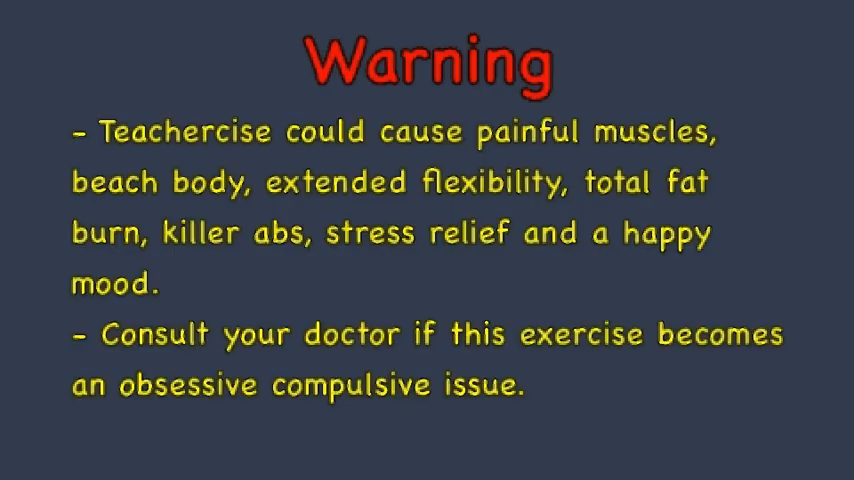 Warning
- Teachercise could cause painful muscles,
beach body, extended flexibility, total fat
burn, killer abs, stress relief and a happy
mood.
- Consult your doctor if this exercise becomes
an obsessive compulsive issue.